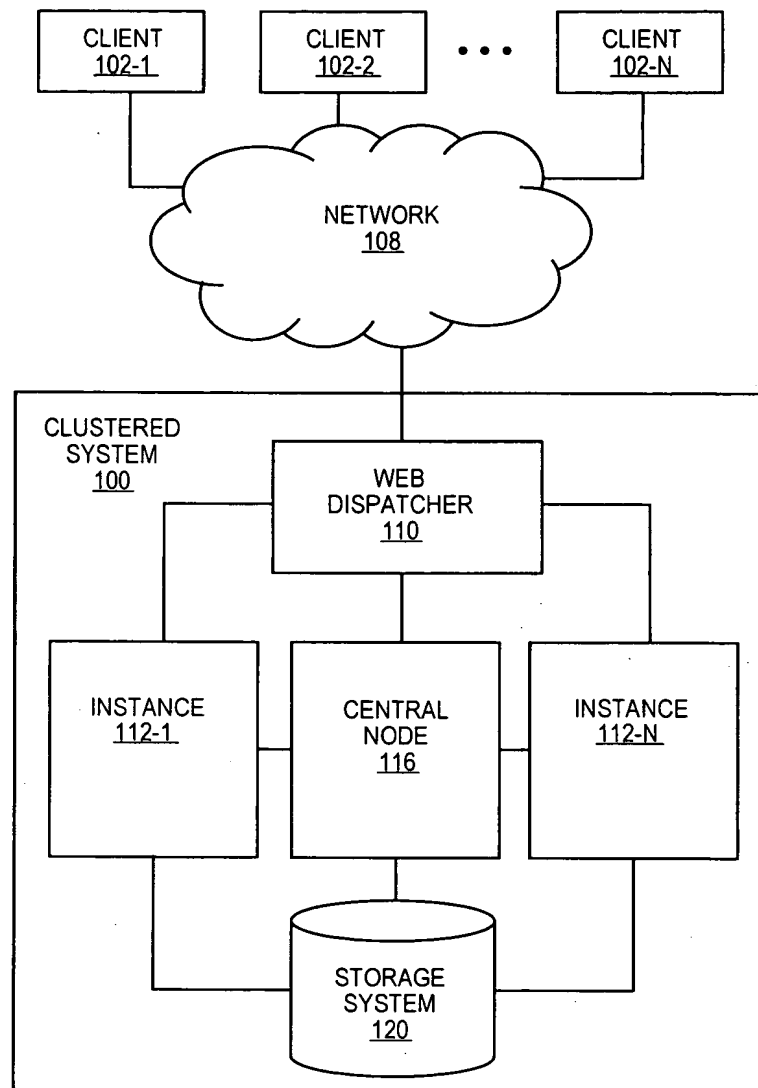 CLIENT
102-1
CLIENT
102-2
CLIENT
102-N
NETWORK
108
CLUSTERED
SYSTEM
100
WEB
DISPATCHER
110
INSTANCE
112-1
CENTRAL
NODE
116
INSTANCE
112-N
STORAGE
SYSTEM
120